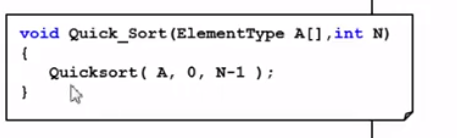 void Quick_Sort(ElementType A[],int N)
{
Quicksort( A, 0, N-1 );
}